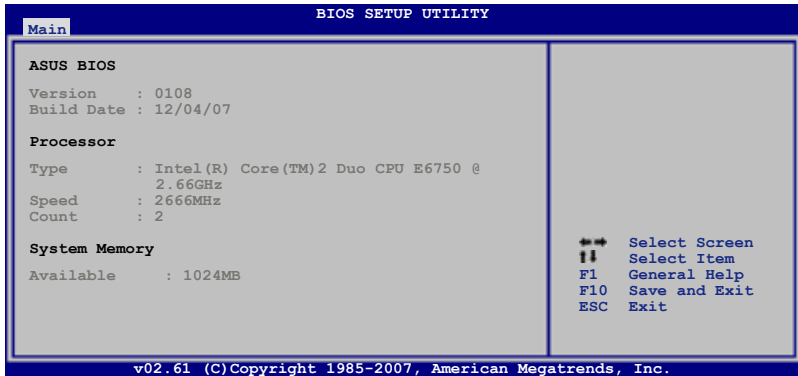 BIOS SETUP UTILITY
Main
ASUS BIOS
Version : 0108
Build Date : 12/04/07
Processor
Type : Intel(R) Core(TM)2 Duo CPU E6750 @
2.66GHz
Speed : 2666MHz
Count : 2
System Memory
Available : 1024MB
Select Screen
Select Item
F1 General Help
F10 Save and Exit
ESC Exit
v02.61 (C)Copyright 1985-2007, American Megatrends, Inc.